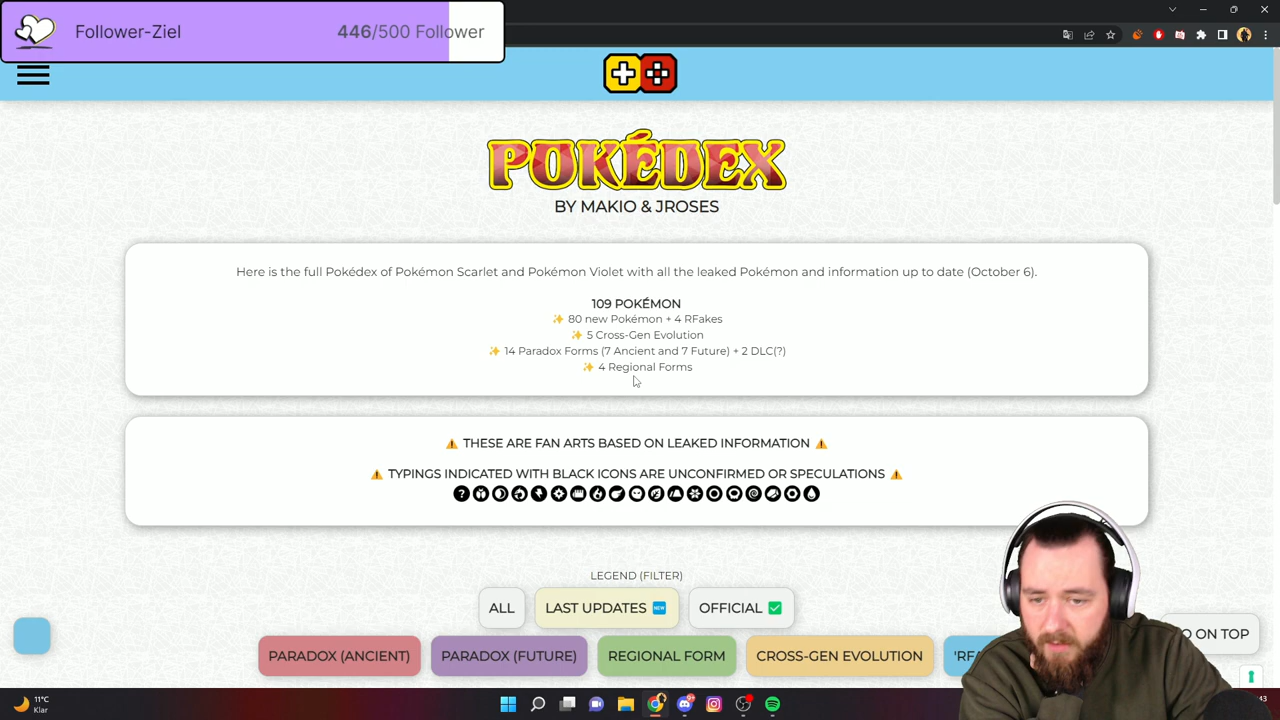 Follower-Ziel 446/500 Follower
POKÉDEX
BY MAKIO & JROSES
Here is the full Pokédex of Pokémon Scarlet and Pokémon Violet with all the leaked Pokémon and information up to date (October 6).
109 POKÉMON
✨ 80 new Pokémon + 4 RFakes
✨ 5 Cross-Gen Evolution
✨ 14 Paradox Forms (7 Ancient and 7 Future) + 2 DLC(?)
✨ 4 Regional Forms
⚠️ THESE ARE FAN ARTS BASED ON LEAKED INFORMATION ⚠️
⚠️ TYPINGS INDICATED WITH BLACK ICONS ARE UNCONFIRMED OR SPECULATIONS ⚠️
LEGEND (FILTER)
ALL LAST UPDATES NEW OFFICIAL ✅
O ON TOP
PARADOX (ANCIENT) PARADOX (FUTURE) REGIONAL FORM CROSS-GEN EVOLUTION
11°C
Klar